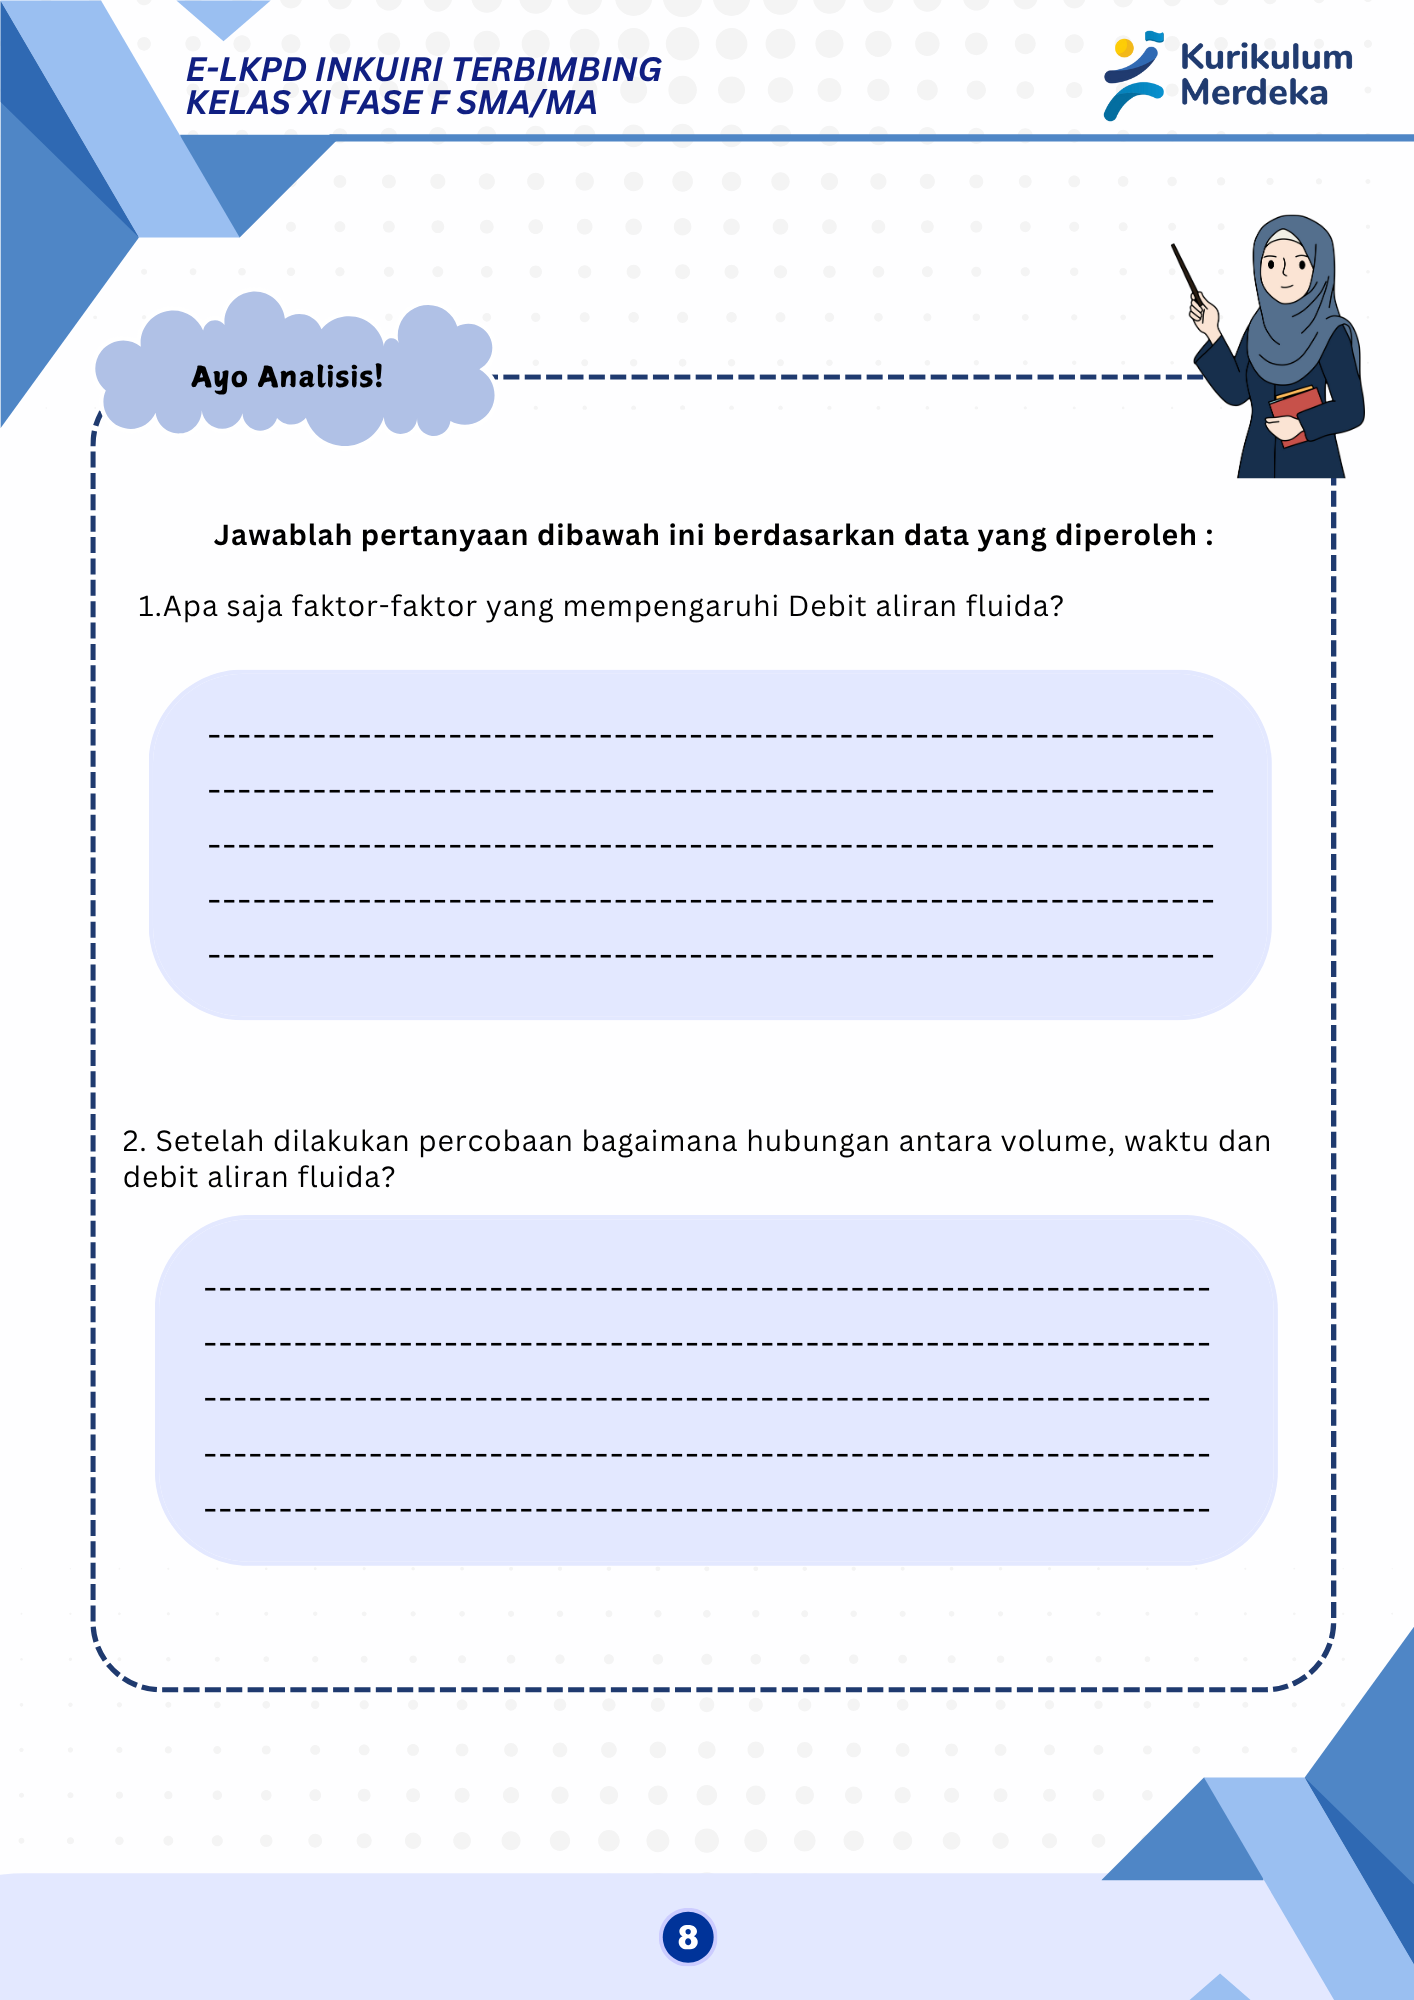 E-LKPD INKUIRI TERBIMBING
KELAS XI FASE F SMA/MA
Kurikulum
Merdeka
Ayo Analisis!
Jawablah pertanyaan dibawah ini berdasarkan data yang diperoleh :
1.Apa saja faktor-faktor yang mempengaruhi Debit aliran fluida?
2. Setelah dilakukan percobaan bagaimana hubungan antara volume, waktu dan
debit aliran fluida?
8